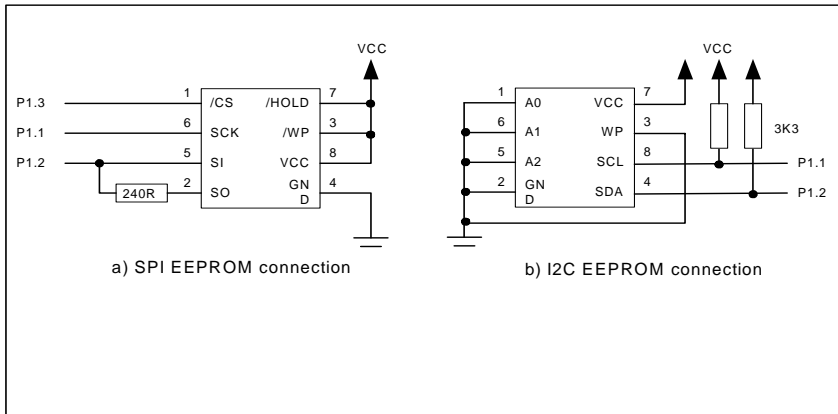 VCC
P1.3
1
/CS
/HOLD
7
P1.1
6
SCK
/WP
3
P1.2
5
SI
VCC
8
240R
2
SO
GN
D
4
a) SPI EEPROM connection
VCC
1
A0
VCC
7
6
A1
WP
3
3K3
5
A2
SCL
8
P1.1
2
GN
D
SDA
4
P1.2
b) I2C EEPROM connection